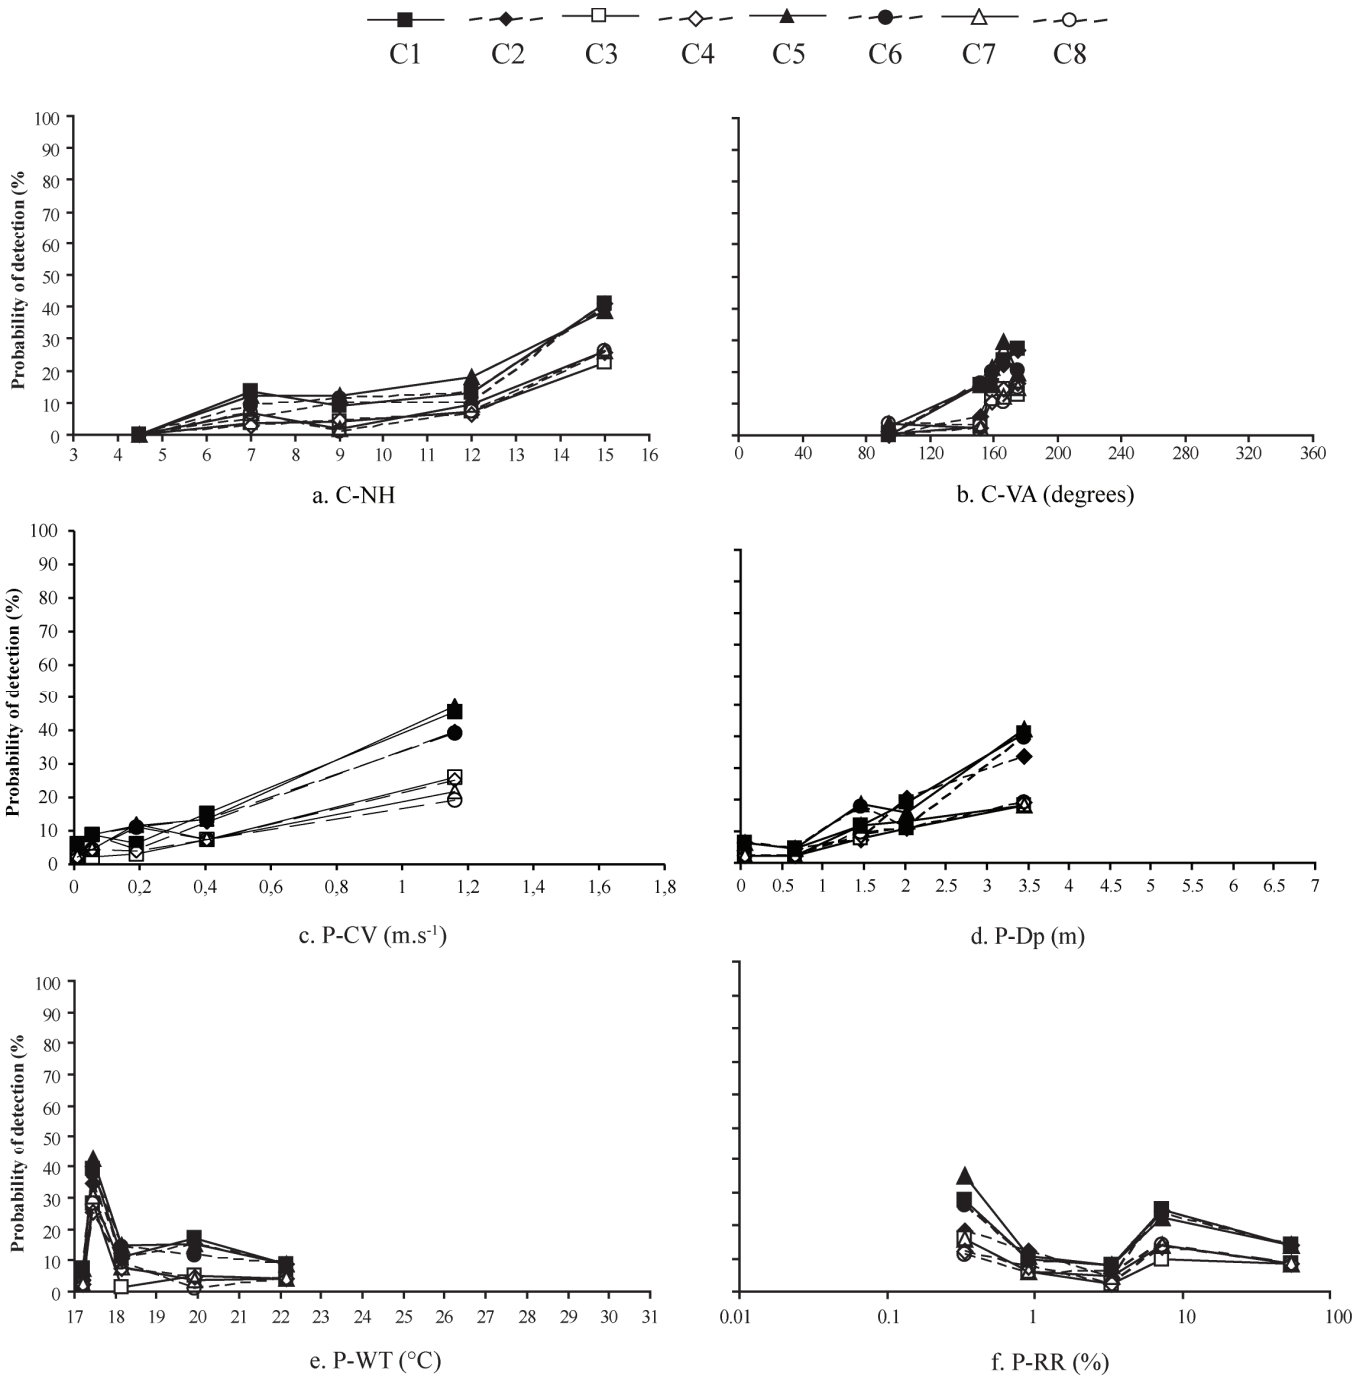 C1 C2 C3 C4 C5 C6 C7 C8
Probability of detection (%
100
90
80
70
60
50
40
30
20
10
0
3 4 5 6 7 8 9 10 11 12 13 14 15 16
a. C-NH
0 40 80 120 160 200 240 280 320 360
b. C-VA (degrees)
Probability of detection (%)
100
90
80
70
60
50
40
30
20
10
0
0 0,2 0,4 0,6 0,8 1 1,2 1,4 1,6 1,8
c. P-CV (m.s-1)
0 0.5 1 1.5 2 2.5 3 3.5 4 4.5 5 5.5 6 6.5 7
d. P-Dp (m)
Probability of detection (%
100
90
80
70
60
50
40
30
20
10
0
17 18 19 20 21 22 23 24 25 26 27 28 29 30 31
e. P-WT (°C)
0.01 0.1 1 10 100
f. P-RR (%)